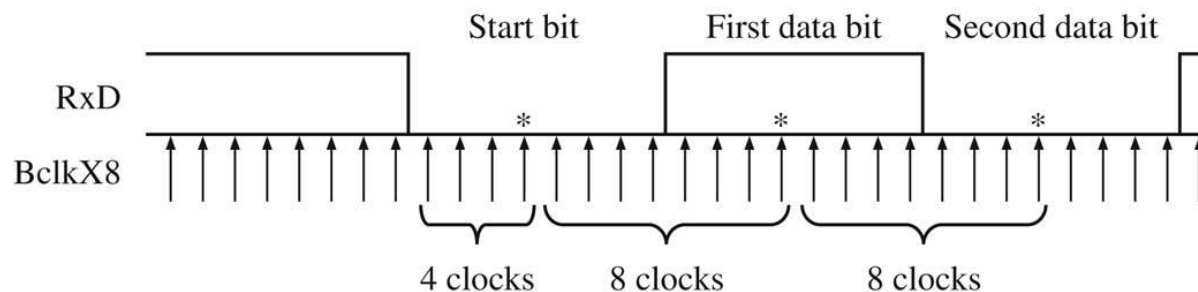 Start bit First data bit Second data bit
RxD
* * *
BclkX8
4 clocks 8 clocks 8 clocks